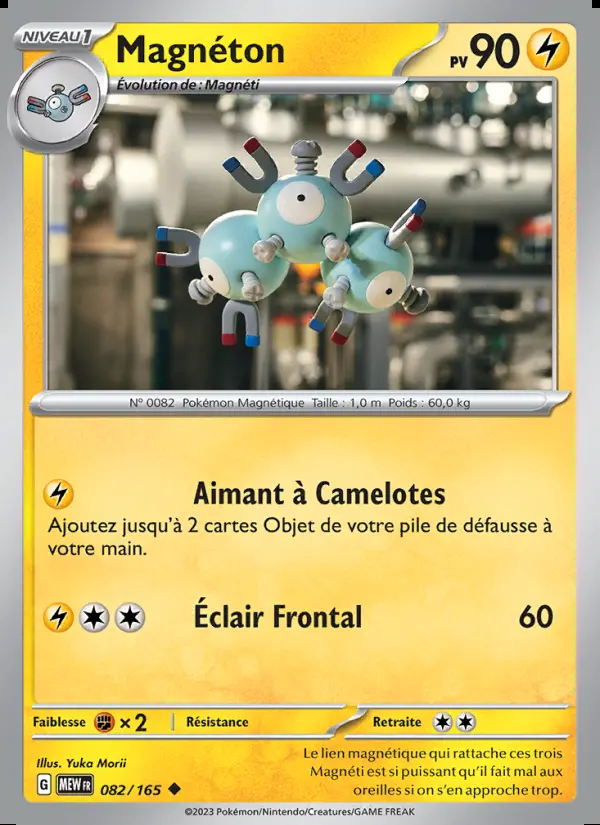 NIVEAU 1
Magnéton
PV 90
Évolution de : Magnéti
N° 0082 Pokémon Magnétique Taille : 1,0 m Poids : 60,0 kg
Aimant à Camelotes
Ajoutez jusqu'à 2 cartes Objet de votre pile de défausse à
votre main.
Éclair Frontal 60
Faiblesse ×2 Résistance Retraite
Illus. Yuka Morii
G MEW FR 082/165
Le lien magnétique qui rattache ces trois
Magnéti est si puissant qu'il fait mal aux
oreilles si on s'en approche trop.
©2023 Pokémon/Nintendo/Creatures/GAME FREAK